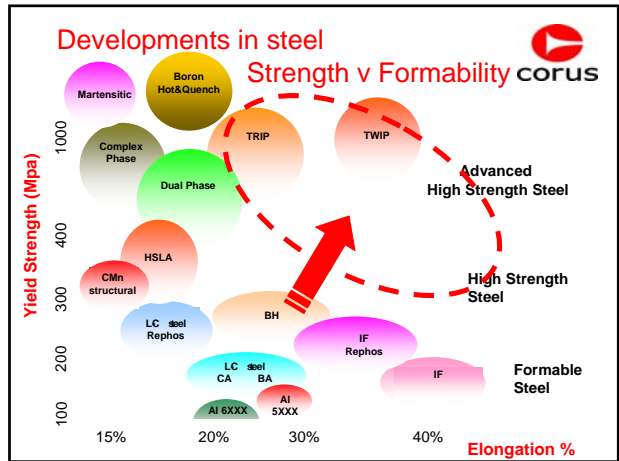 Developments in steel
Strength v Formability
corus
Martensitic
Boron
Hot&Quench
Complex
Phase
TRIP
TWIP
Dual Phase
Advanced
High Strength Steel
HSLA
CMn
structural
High Strength
Steel
BH
LC steel
Rephos
IF
Rephos
LC steel
CA BA
IF
Formable
Steel
Al 6XXX
Al
5XXX
Yield Strength (Mpa)
1000
400
300
200
100
15% 20% 30% 40%
Elongation %